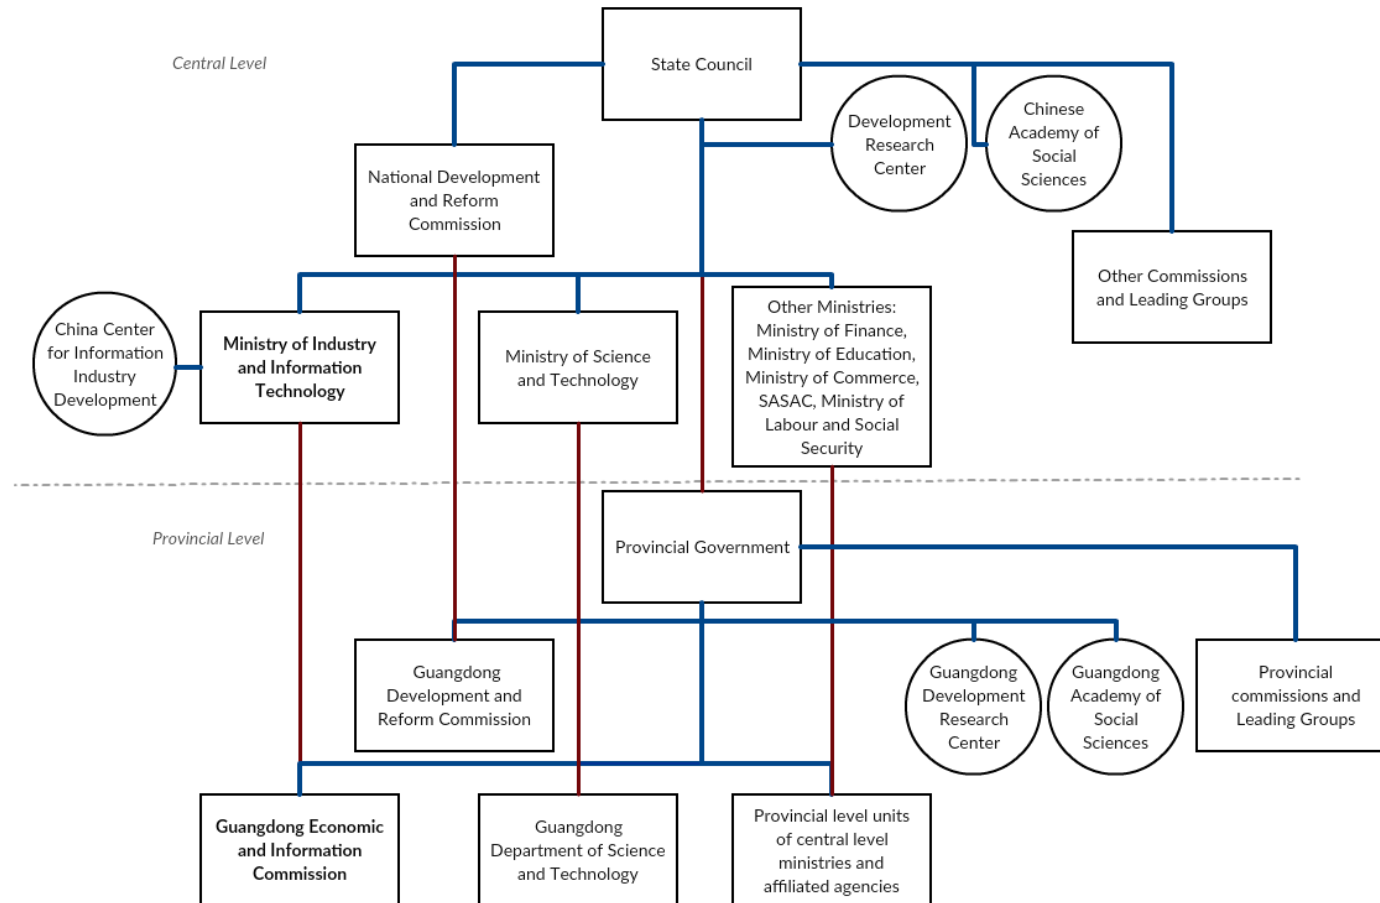 Central Level
State Council
Development
Research
Center
Chinese
Academy of
Social
Sciences
National Development
and Reform
Commission
Other Commissions
and Leading Groups
China Center
for Information
Industry
Development
Ministry of Industry
and Information
Technology
Ministry of Science
and Technology
Other Ministries:
Ministry of Finance,
Ministry of Education,
Ministry of Commerce,
SASAC, Ministry of
Labour and Social
Security
Provincial Level
Provincial Government
Guangdong
Development and
Reform Commission
Guangdong
Development
Research
Center
Guangdong
Academy of
Social
Sciences
Provincial
commissions and
Leading Groups
Guangdong Economic
and Information
Commission
Guangdong
Department of Science
and Technology
Provincial level units
of central level
ministries and
affiliated agencies